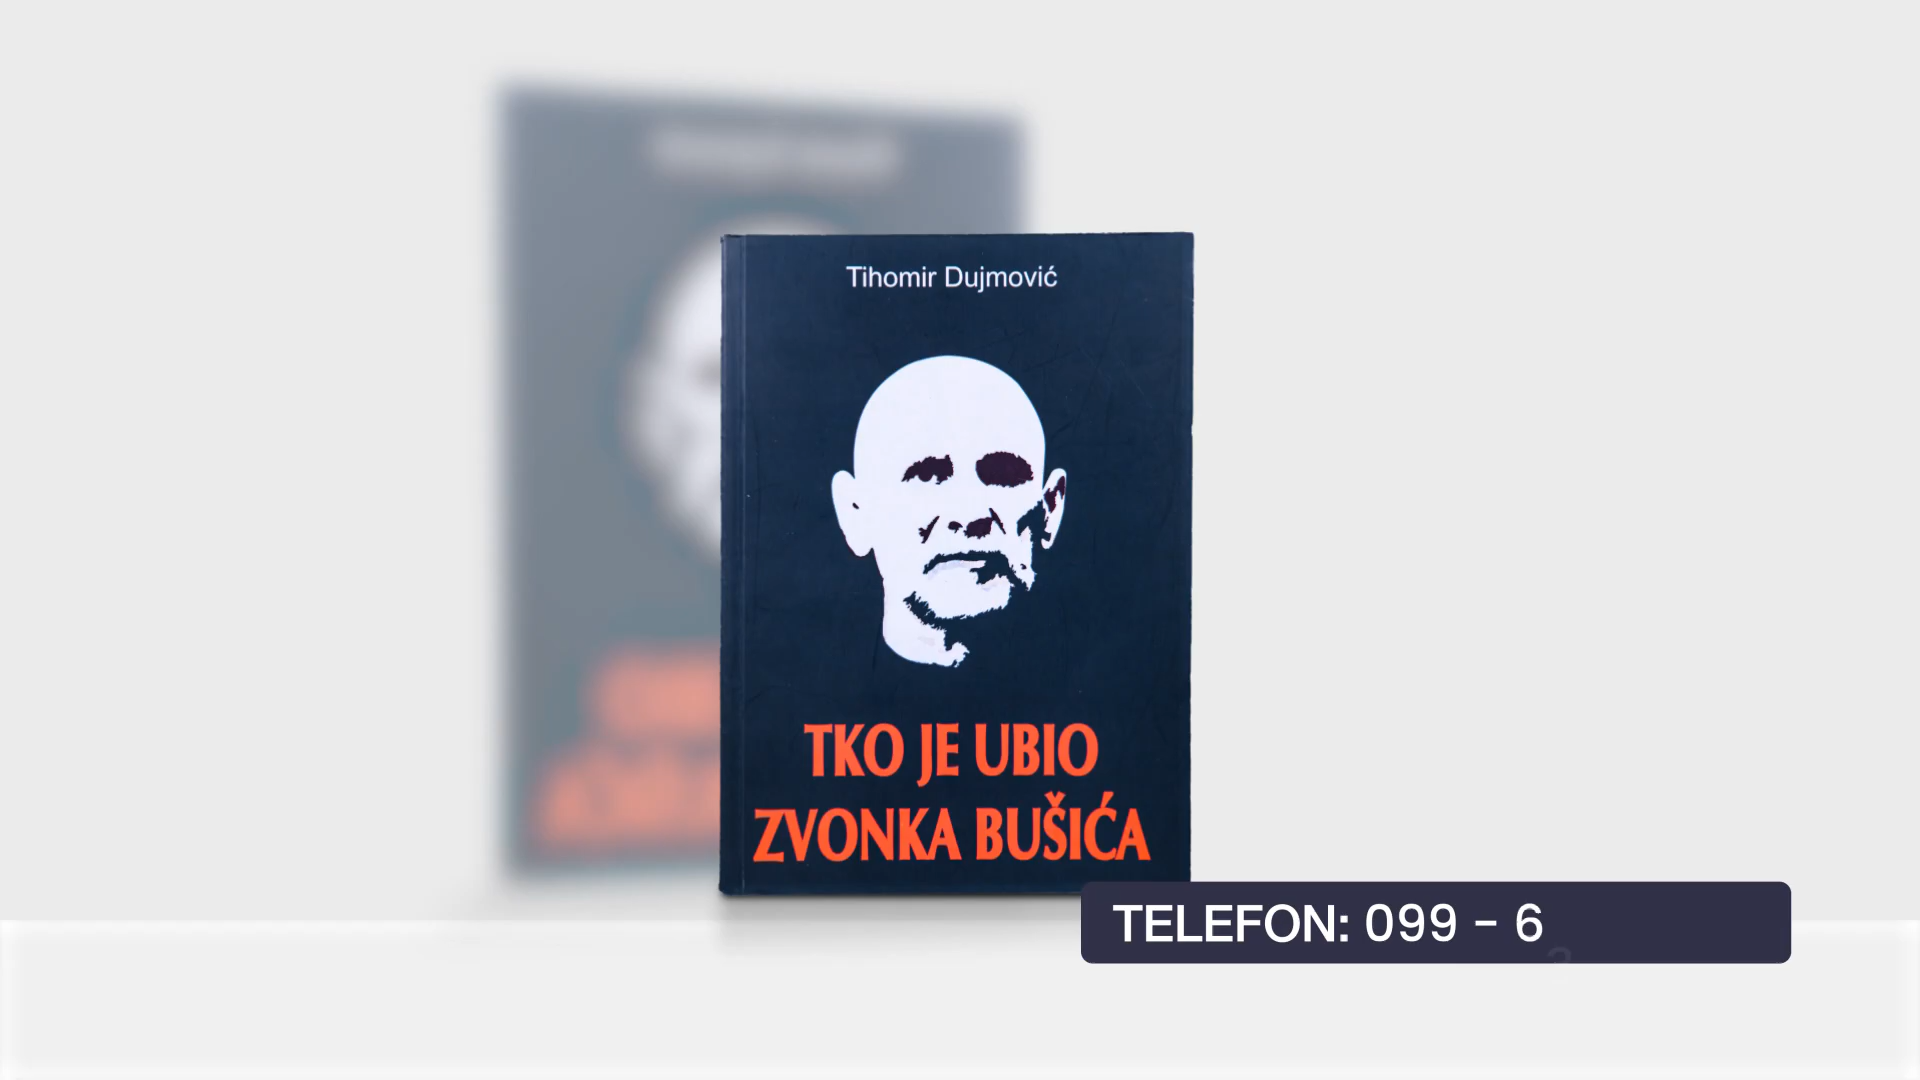 Tihomir Dujmović
TKO JE UBIO
ZVONKA BUŠIĆA
TELEFON: 099 - 6